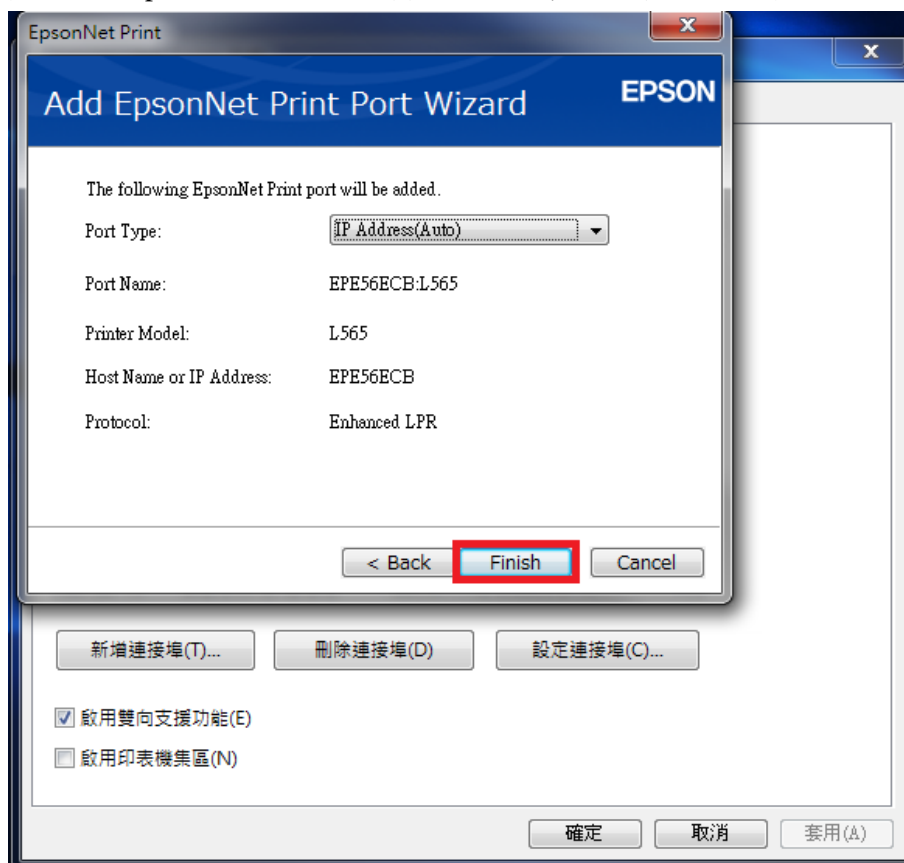 EpsonNet Print
Add EpsonNet Print Port Wizard
EPSON
The following EpsonNet Print port will be added.
Port Type: IP Address(Auto)
Port Name: EPE56ECB:L565
Printer Model: L565
Host Name or IP Address: EPE56ECB
Protocol: Enhanced LPR
< Back Finish Cancel
新增連接埠(T)... 刪除連接埠(D) 設定連接埠(C)...
啟用雙向支援功能(E)
啟用印表機集區(N)
確定 取消 套用(A)